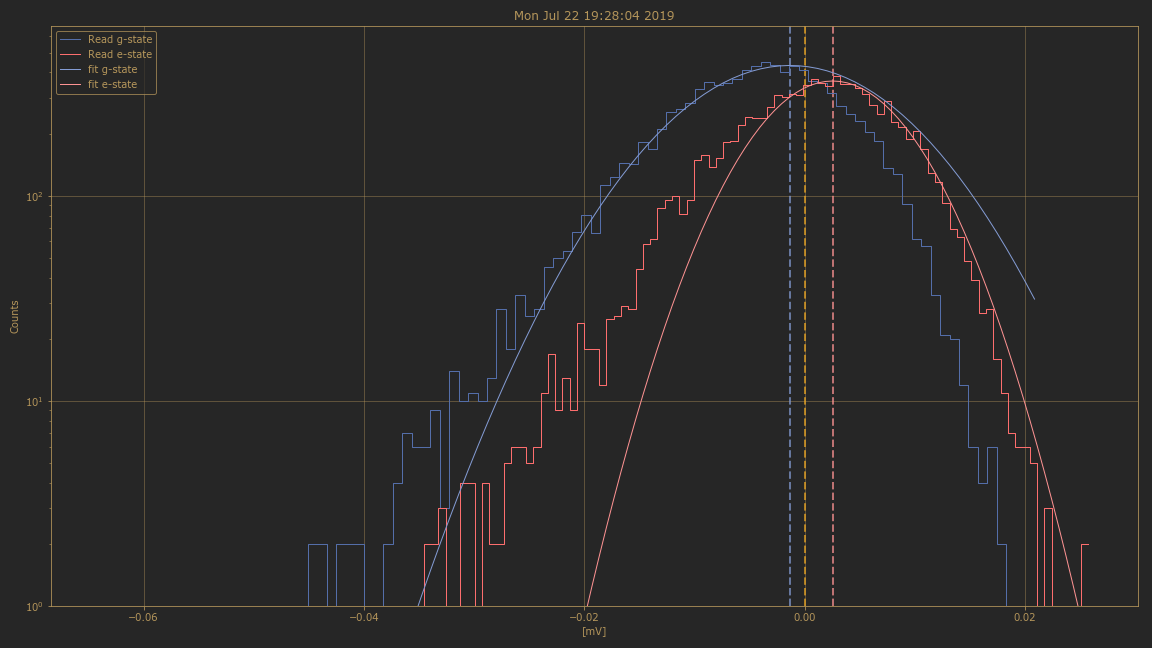 Mon Jul 22 19:28:04 2019
Read g-state
Read e-state
fit g-state
fit e-state
Counts
10²
10¹
10⁰
−0.06
−0.04
−0.02
0.00
0.02
[mV]